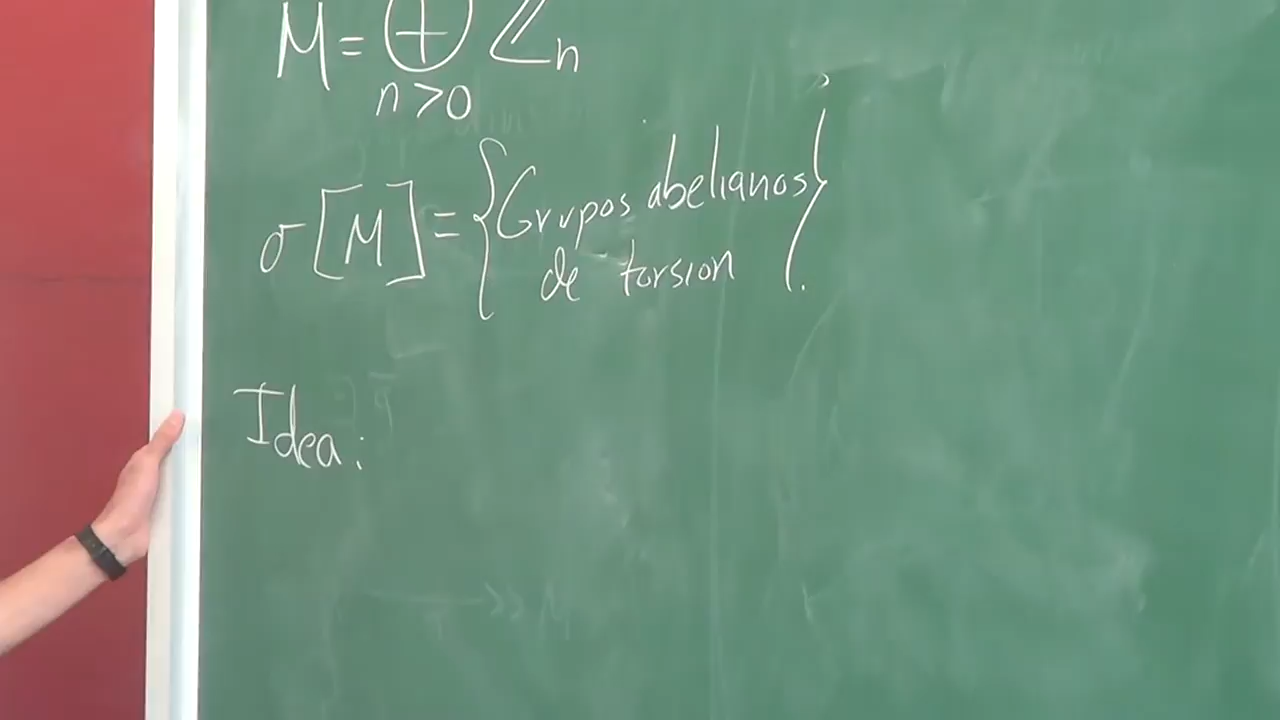 M = ⊕ ℤn
n > 0
σ[M] = {Grupos abelianos
de torsion}.
Idea: